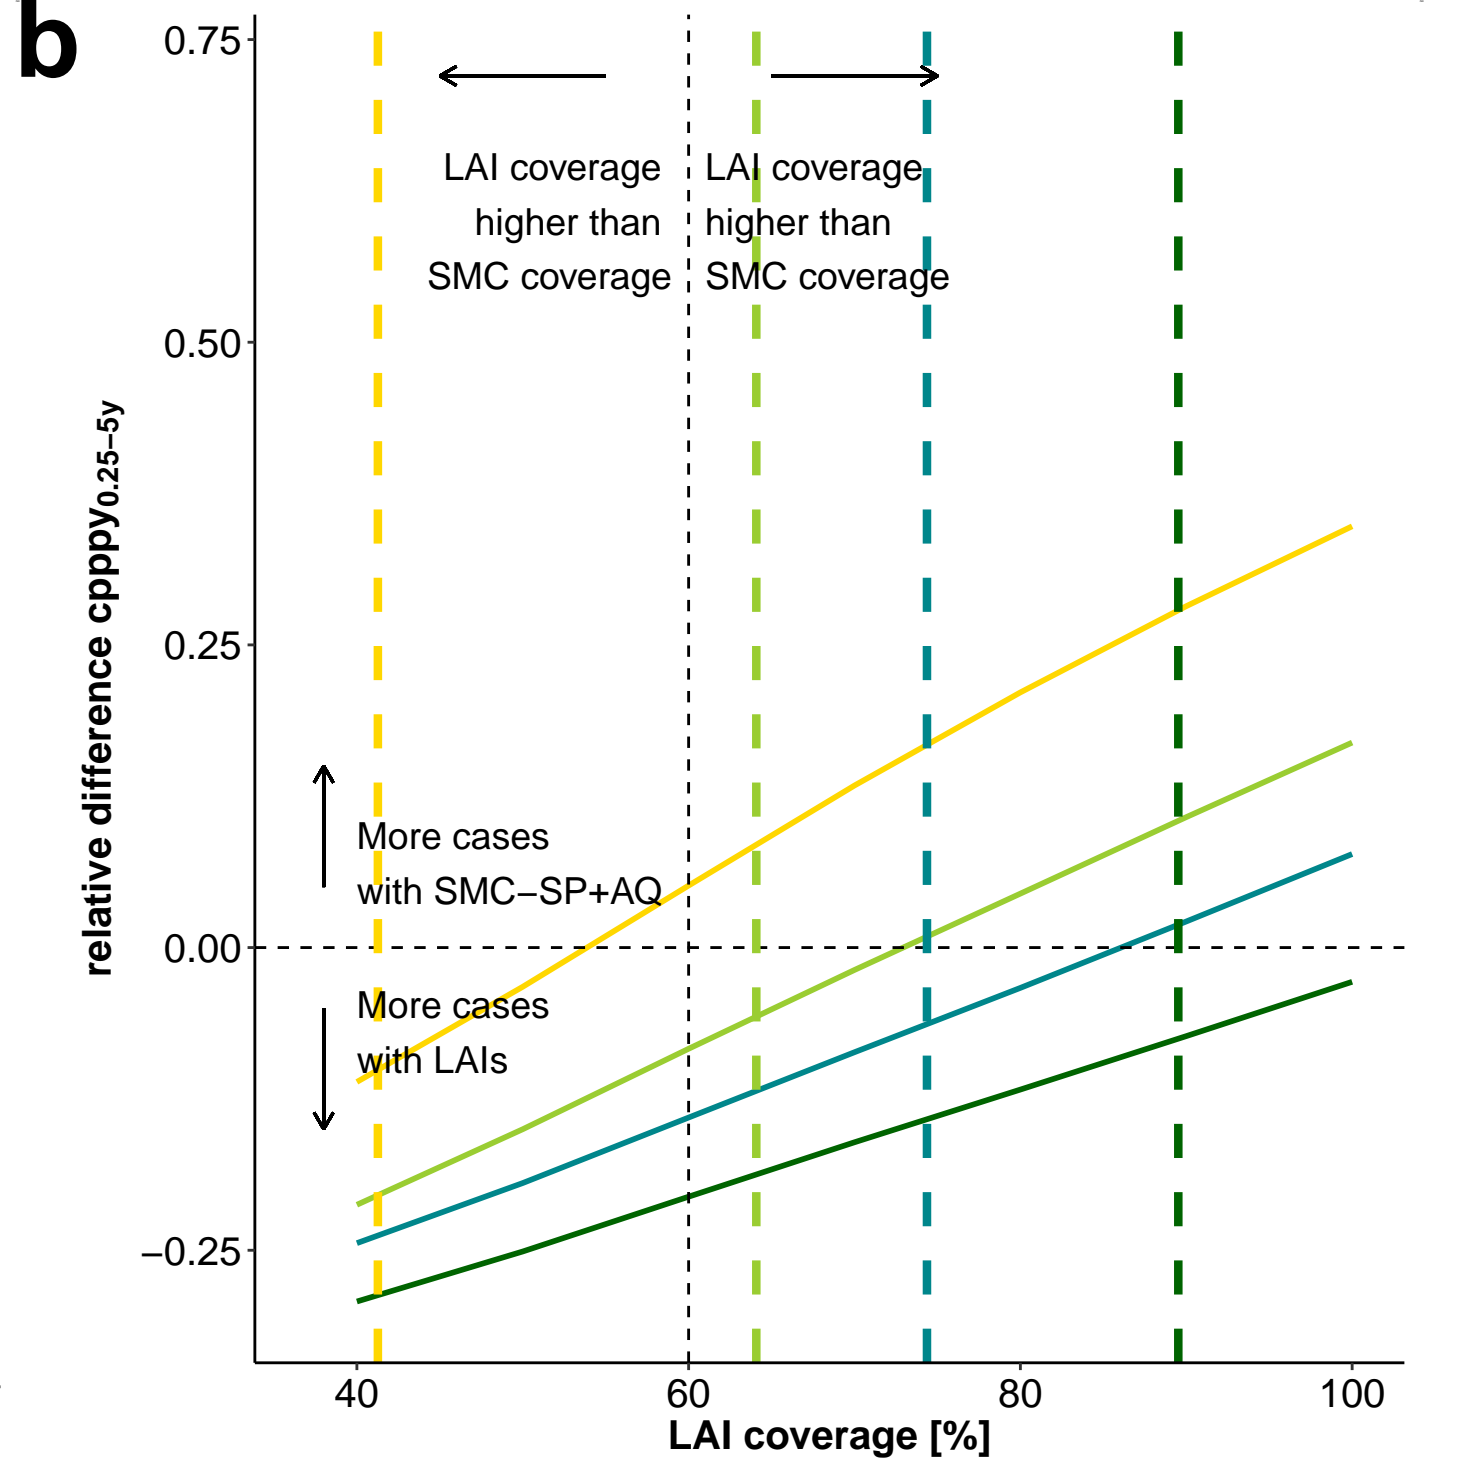 b
0.75
0.50
0.25
0.00
−0.25
relative difference cpppy0.25−5y
LAI coverage
higher than
SMC coverage
LAI coverage
higher than
SMC coverage
More cases
with SMC−SP+AQ
More cases
with LAIs
40 60 80 100
LAI coverage [%]